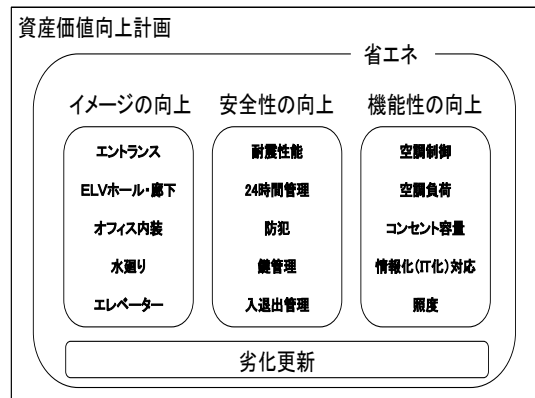 資産価値向上計画
省エネ
イメージの向上
エントランス
ELVホール・廊下
オフィス内装
水廻り
エレベーター
安全性の向上
耐震性能
24時間管理
防犯
鍵管理
入退出管理
機能性の向上
空調制御
空調負荷
コンセント容量
情報化(IT化)対応
照度
劣化更新